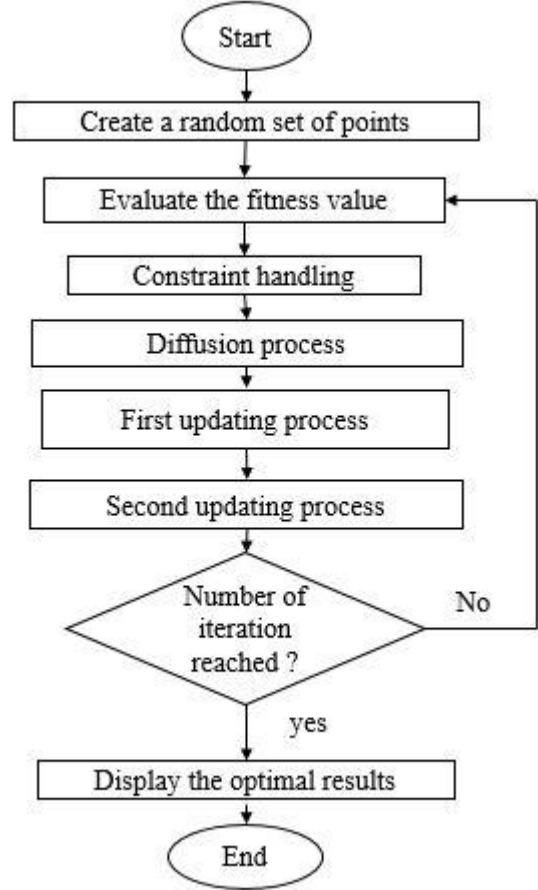 Start
Create a random set of points
Evaluate the fitness value
Constraint handling
Diffusion process
First updating process
Second updating process
Number of
iteration
reached ?
No
yes
Display the optimal results
End